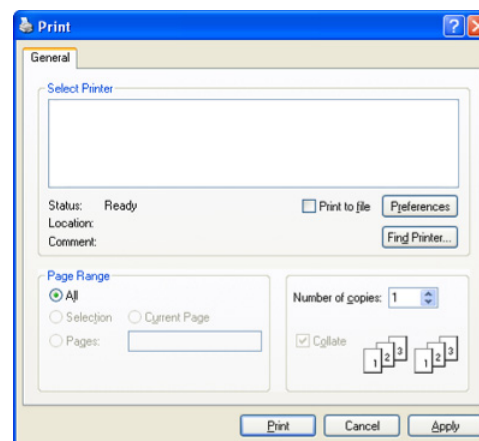 Print
General
Select Printer
Status: Ready
Location:
Comment:
Print to file
Preferences
Find Printer...
Page Range
All
Selection
Current Page
Pages:
Number of copies: 1
Collate
1 2 3 1 2 3
Print Cancel Apply